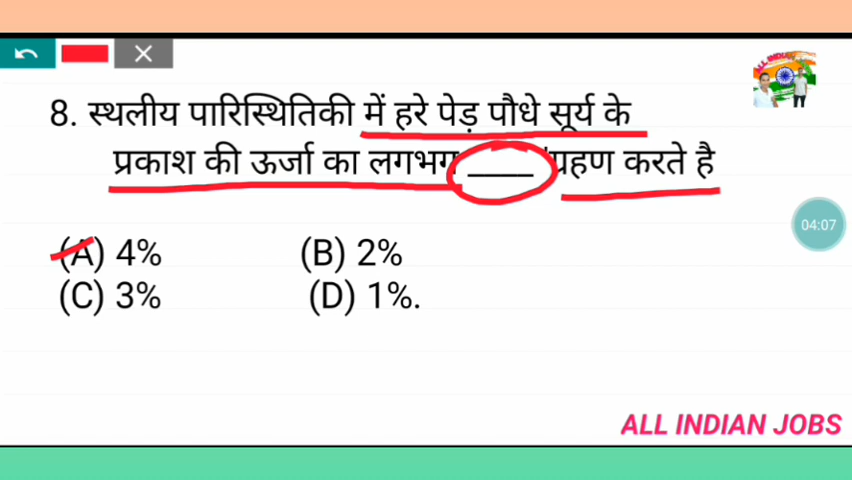 8. स्थलीय पारिस्थितिकी में हरे पेड़ पौधे सूर्य के
प्रकाश की ऊर्जा का लगभग ____ ग्रहण करते है
(A) 4% (B) 2%
(C) 3% (D) 1%.
04:07
ALL INDIAN JOBS